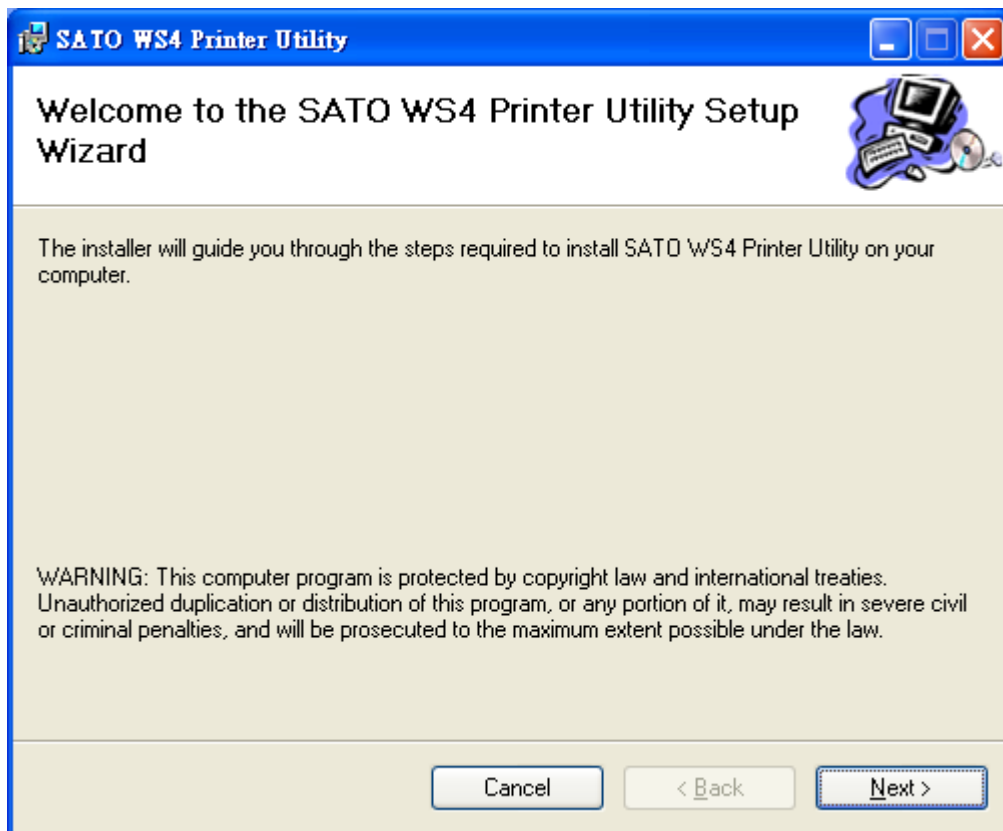 SATO WS4 Printer Utility
Welcome to the SATO WS4 Printer Utility Setup
Wizard
The installer will guide you through the steps required to install SATO WS4 Printer Utility on your
computer.
WARNING: This computer program is protected by copyright law and international treaties.
Unauthorized duplication or distribution of this program, or any portion of it, may result in severe civil
or criminal penalties, and will be prosecuted to the maximum extent possible under the law.
Cancel < Back Next >